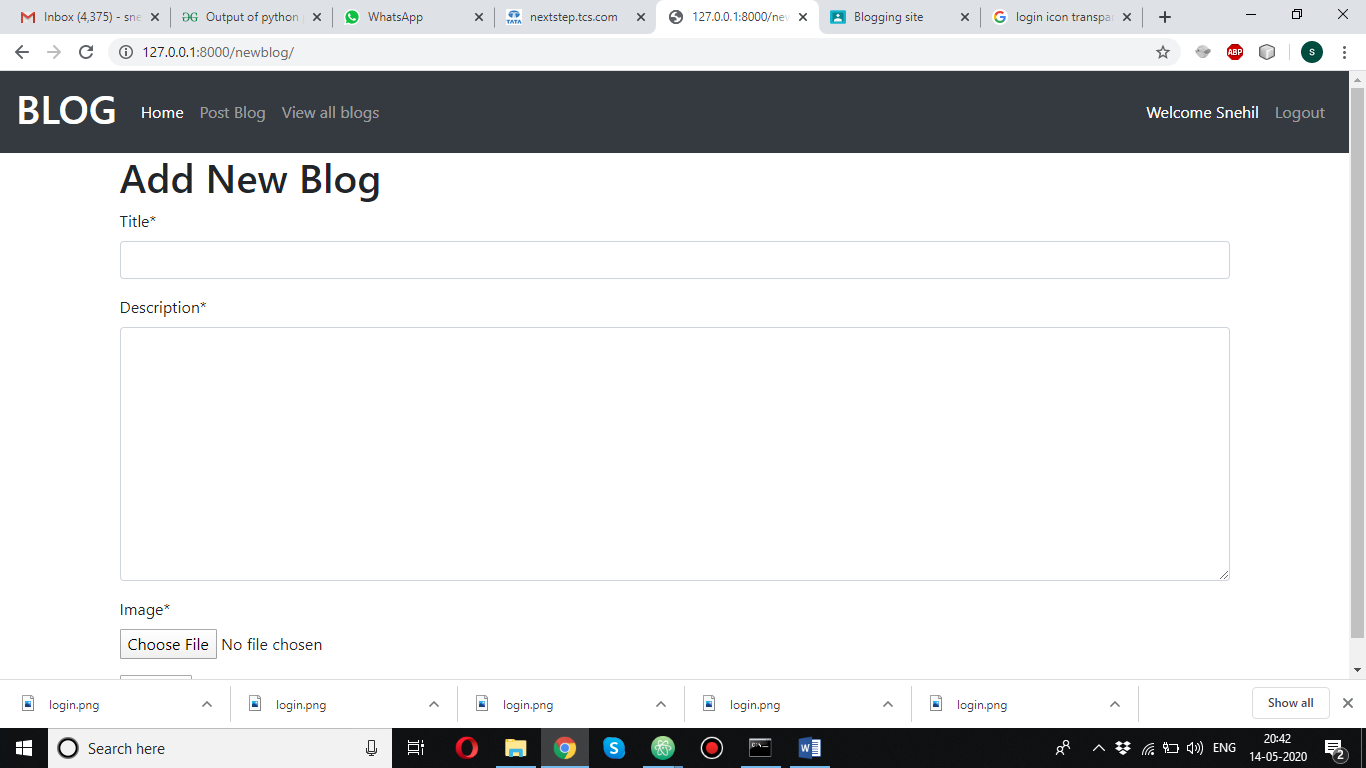 Inbox (4,375) - sne
Output of python
WhatsApp
nextstep.tcs.com
127.0.0.1:8000/new
Blogging site
login icon transpa
127.0.0.1:8000/newblog/
ABP
S
BLOG Home Post Blog View all blogs Welcome Snehil Logout
Add New Blog
Title*
Description*
Image*
Choose File No file chosen
login.png login.png login.png login.png login.png Show all
Search here
ENG
20:42
14-05-2020
2